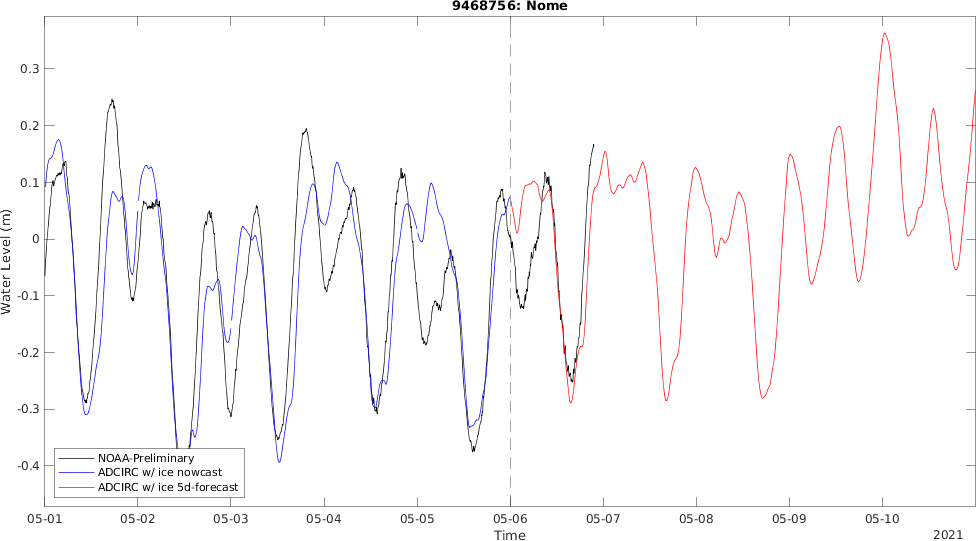 9468756: Nome
Water Level (m)
0.3
0.2
0.1
0
-0.1
-0.2
-0.3
-0.4
NOAA-Preliminary
ADCIRC w/ ice nowcast
ADCIRC w/ ice 5d-forecast
05-01 05-02 05-03 05-04 05-05 05-06 05-07 05-08 05-09 05-10
Time
2021